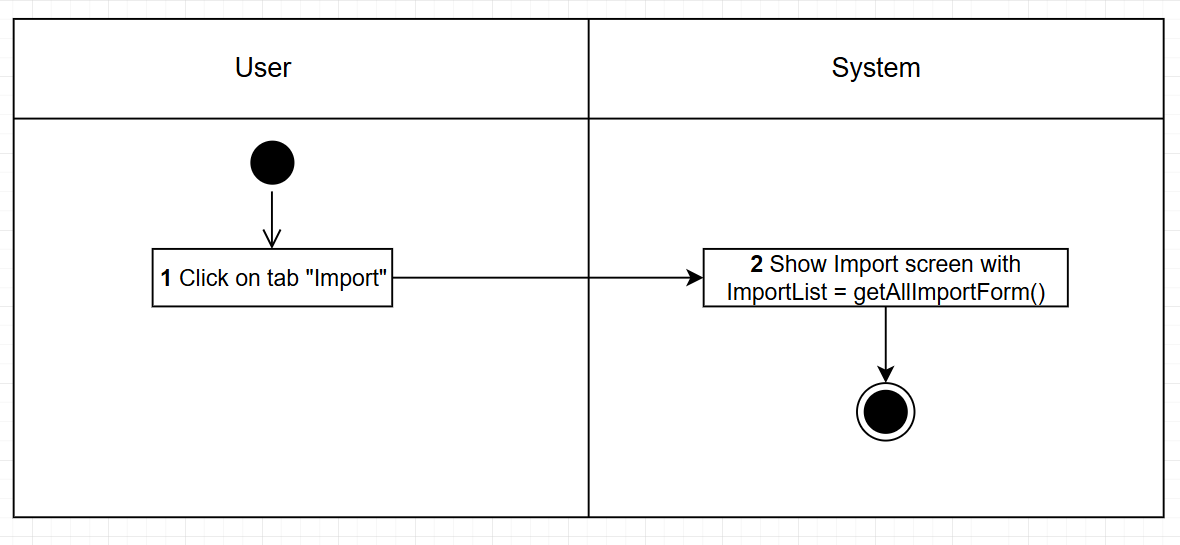 User
System
1 Click on tab "Import"
2 Show Import screen with
ImportList = getAllImportForm()